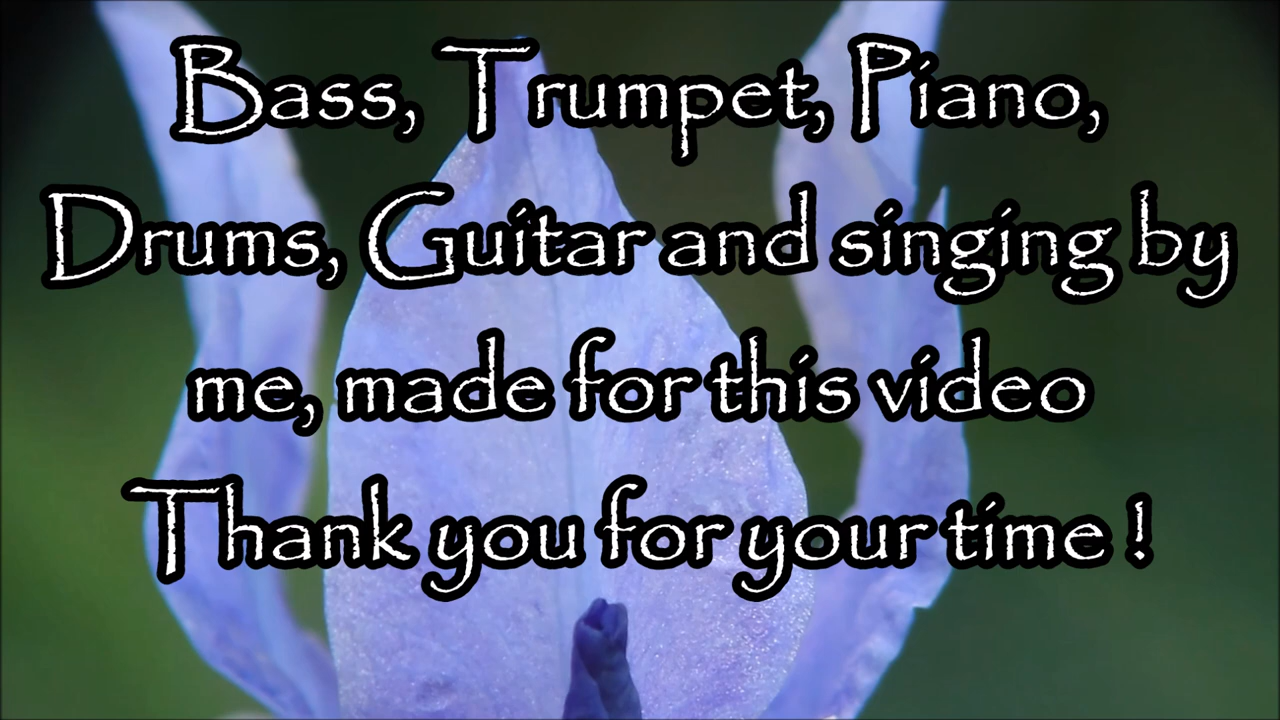 Bass, Trumpet, Piano,
Drums, Guitar and singing by
me, made for this video
Thank you for your time !